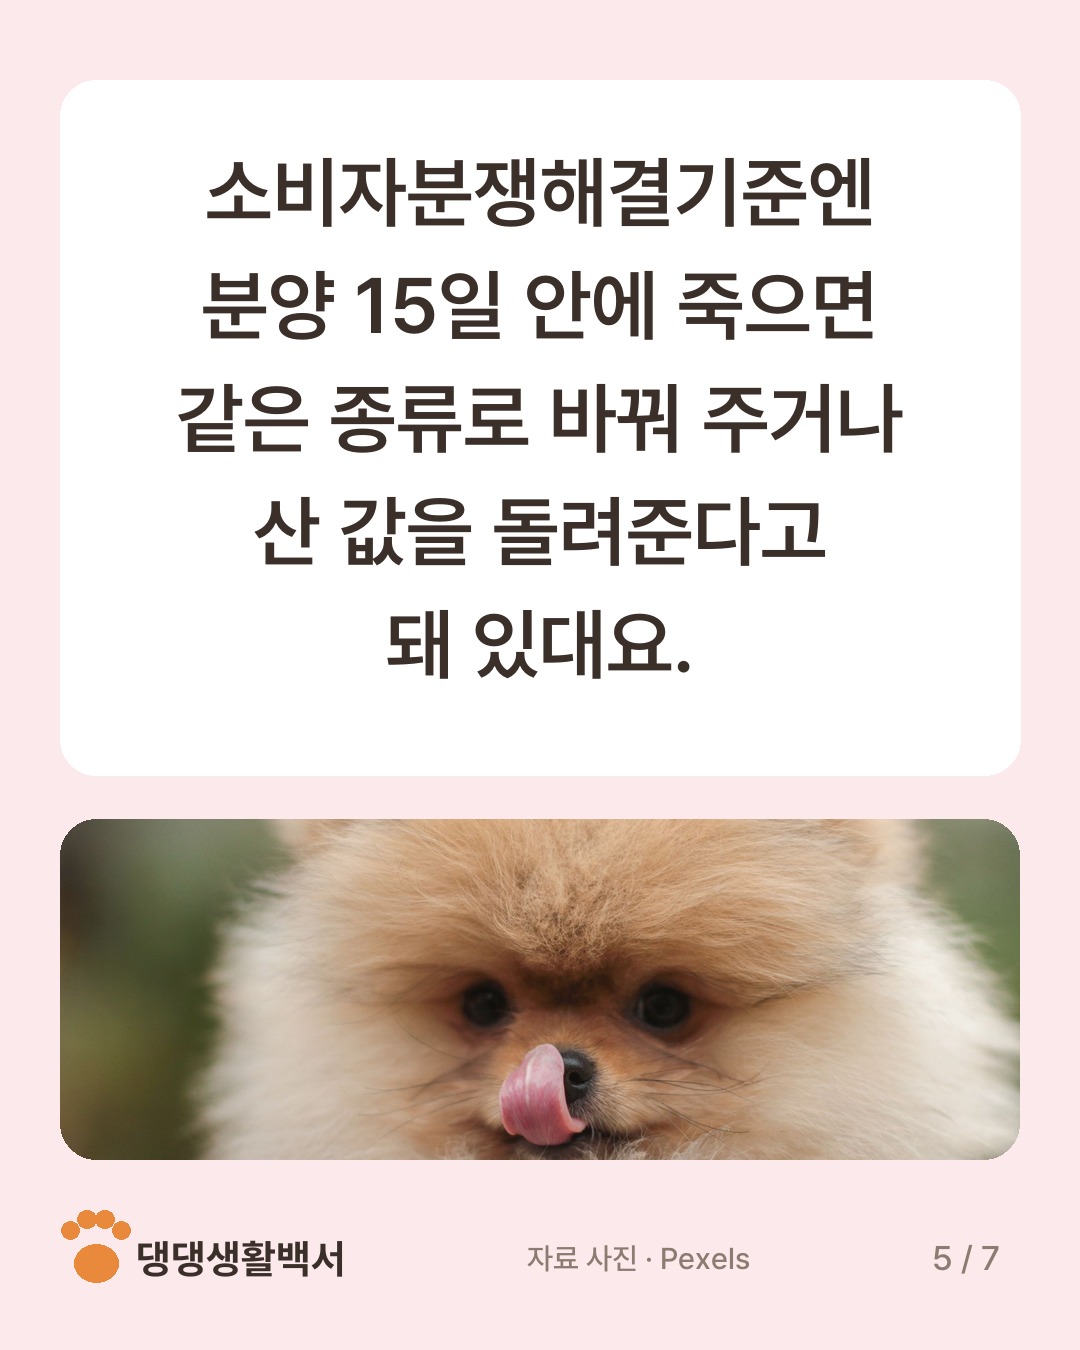 소비자분쟁해결기준엔
분양 15일 안에 죽으면
같은 종류로 바꿔 주거나
산 값을 돌려준다고
돼 있대요.
댕댕생활백서
자료 사진 · Pexels
5 / 7